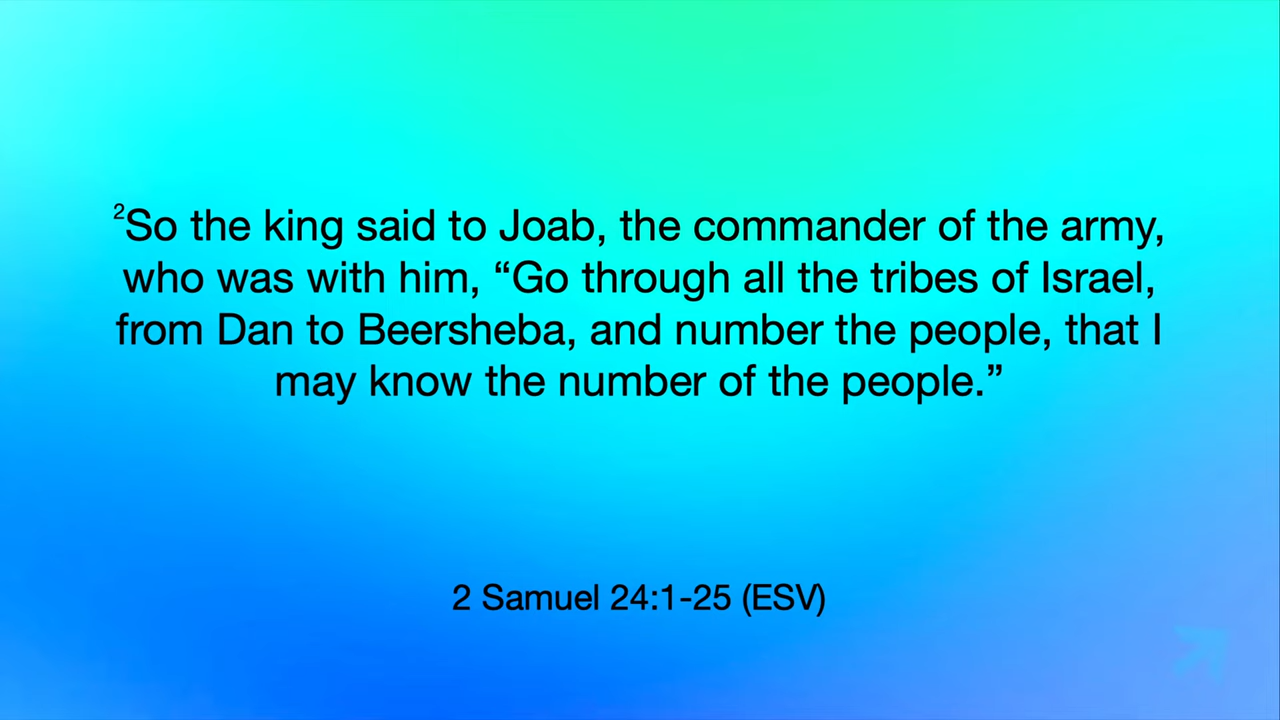 ²So the king said to Joab, the commander of the army,
who was with him, “Go through all the tribes of Israel,
from Dan to Beersheba, and number the people, that I
may know the number of the people.”
2 Samuel 24:1-25 (ESV)